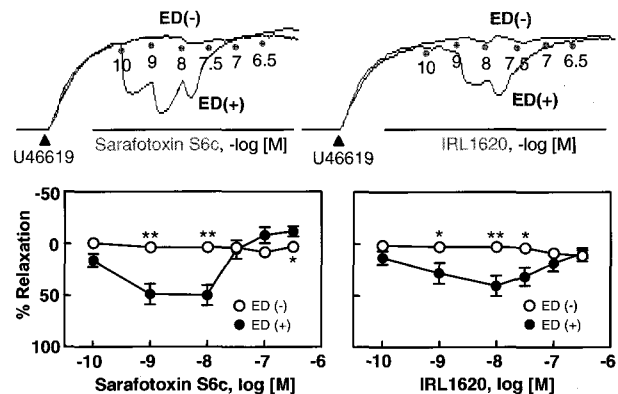 ED(-)
10 9 8 7.5 7 6.5
ED(+)
U46619
Sarafotoxin S6c, -log [M]
ED(-)
10 9 8 7.5 7 6.5
ED(+)
U46619
IRL1620, -log [M]
% Relaxation
-50
0
50
100
** **
*
ED (-)
ED (+)
-10 -9 -8 -7 -6
Sarafotoxin S6c, log [M]
* ** *
ED (-)
ED (+)
-10 -9 -8 -7 -6
IRL1620, log [M]